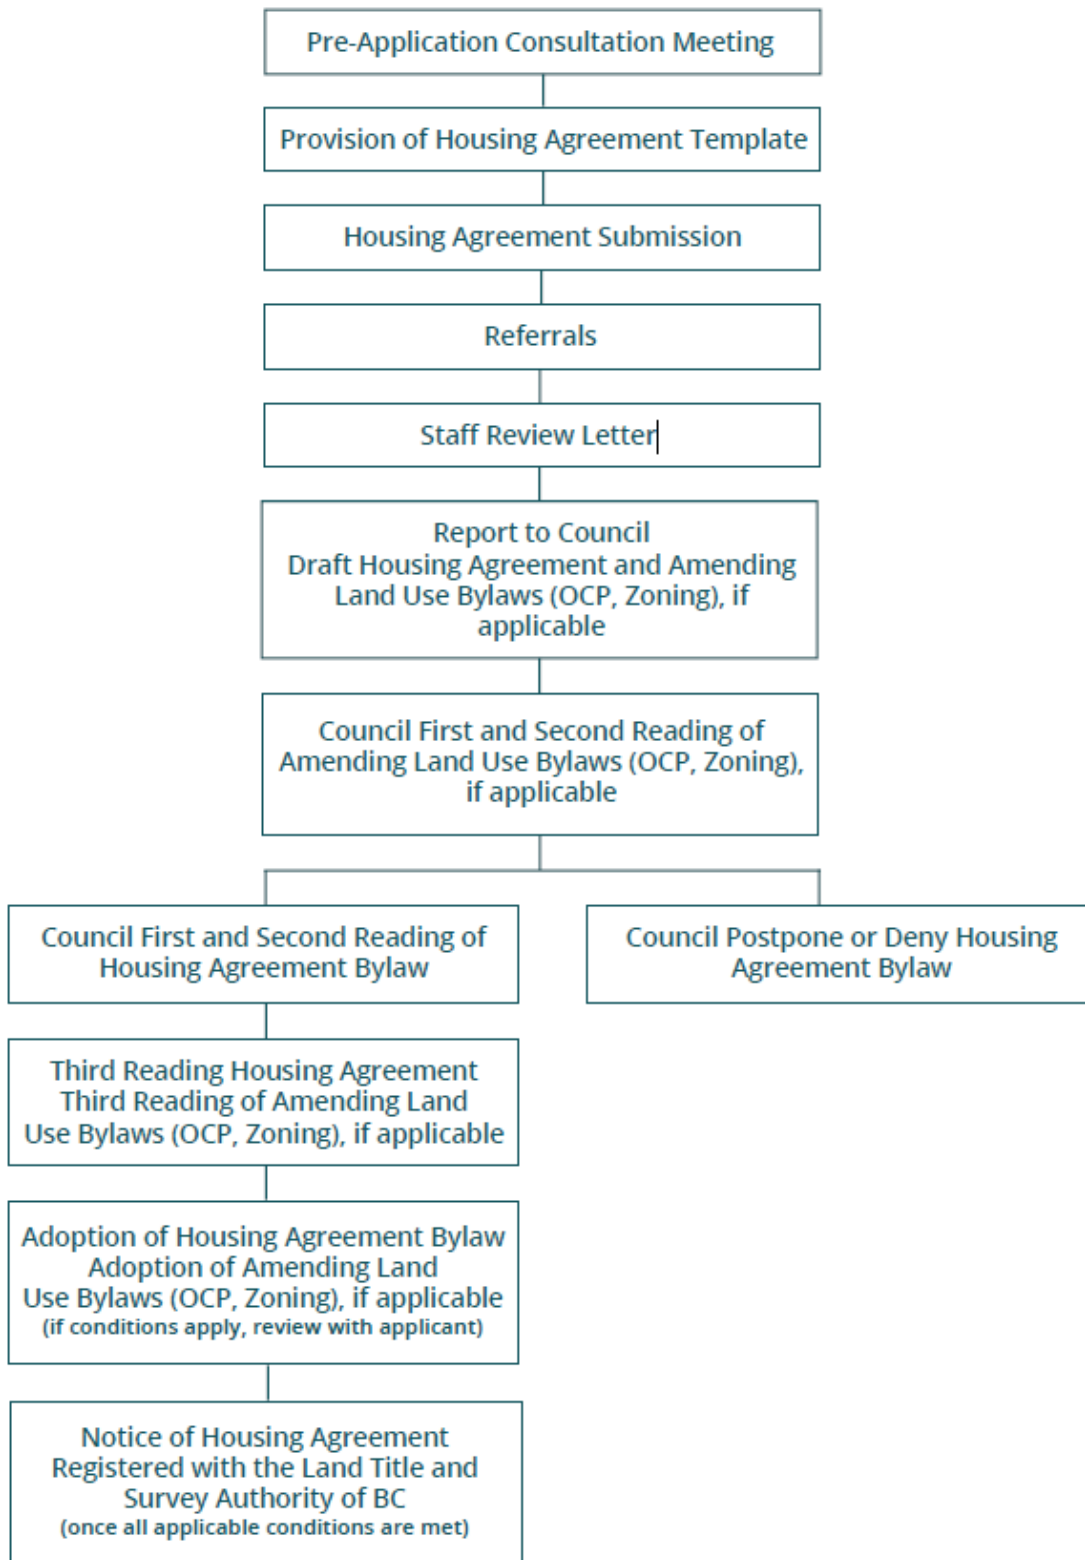 Pre-Application Consultation Meeting
Provision of Housing Agreement Template
Housing Agreement Submission
Referrals
Staff Review Letter
Report to Council
Draft Housing Agreement and Amending
Land Use Bylaws (OCP, Zoning), if
applicable
Council First and Second Reading of
Amending Land Use Bylaws (OCP, Zoning),
if applicable
Council First and Second Reading of
Housing Agreement Bylaw
Council Postpone or Deny Housing
Agreement Bylaw
Third Reading Housing Agreement
Third Reading of Amending Land
Use Bylaws (OCP, Zoning), if applicable
Adoption of Housing Agreement Bylaw
Adoption of Amending Land
Use Bylaws (OCP, Zoning), if applicable
(if conditions apply, review with applicant)
Notice of Housing Agreement
Registered with the Land Title and
Survey Authority of BC
(once all applicable conditions are met)